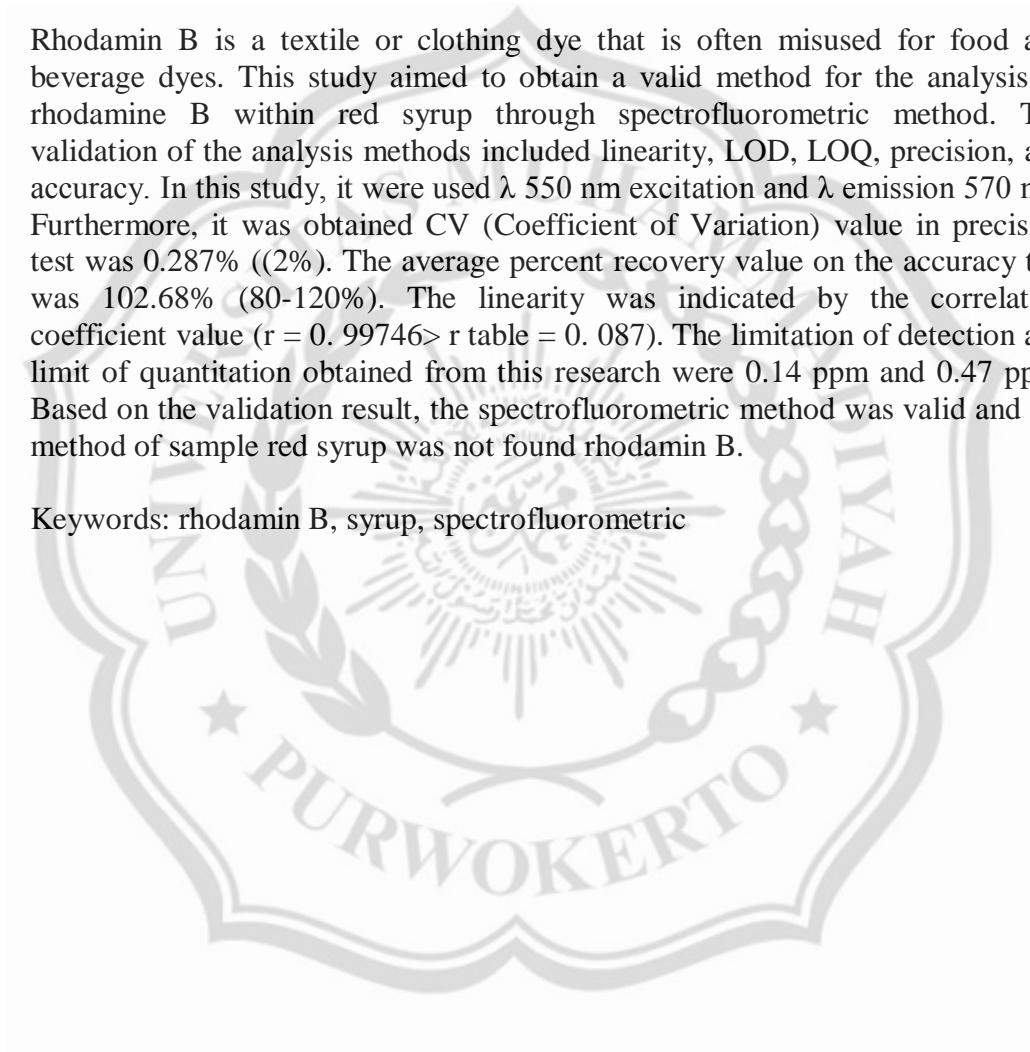 Rhodamin B is a textile or clothing dye that is often misused for food a
beverage dyes. This study aimed to obtain a valid method for the analysis
rhodamine B within red syrup through spectrofluorometric method. T
validation of the analysis methods included linearity, LOD, LOQ, precision, a
accuracy. In this study, it were used λ 550 nm excitation and λ emission 570 n
Furthermore, it was obtained CV (Coefficient of Variation) value in precis
test was 0.287% ((2%). The average percent recovery value on the accuracy t
was 102.68% (80-120%). The linearity was indicated by the correlat
coefficient value (r = 0. 99746> r table = 0. 087). The limitation of detection a
limit of quantitation obtained from this research were 0.14 ppm and 0.47 pp
Based on the validation result, the spectrofluorometric method was valid and
method of sample red syrup was not found rhodamin B.
Keywords: rhodamin B, syrup, spectrofluorometric
UNIVERSITAS MUHAMMADIYAH
PURWOKERTO